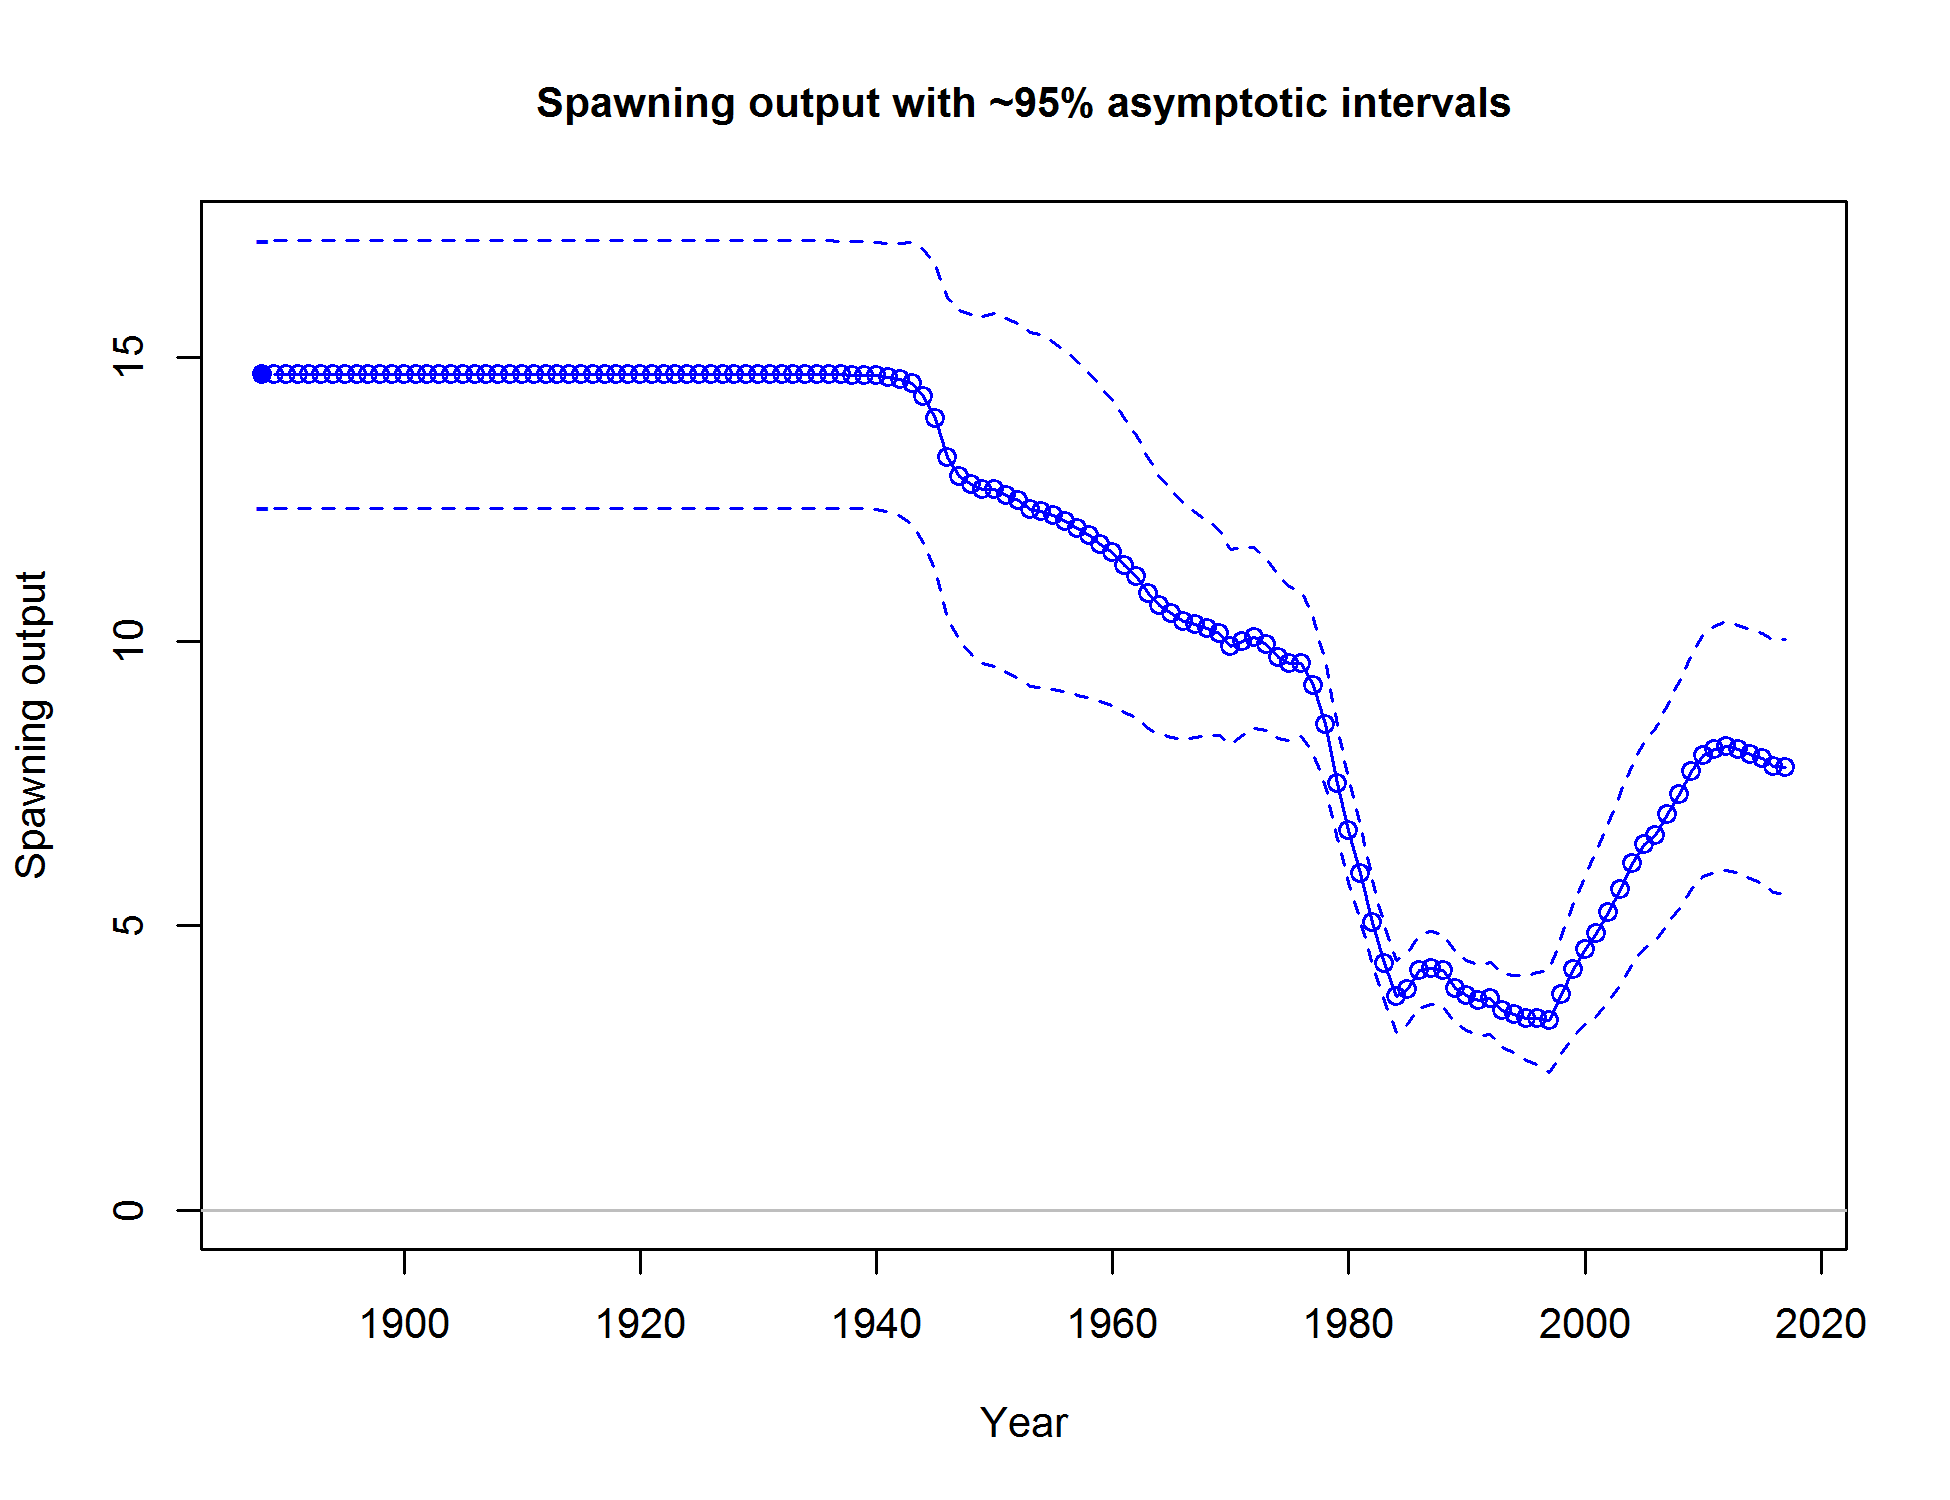 Spawning output with ~95% asymptotic intervals
Spawning output
15
10
5
0
1900 1920 1940 1960 1980 2000 2020
Year